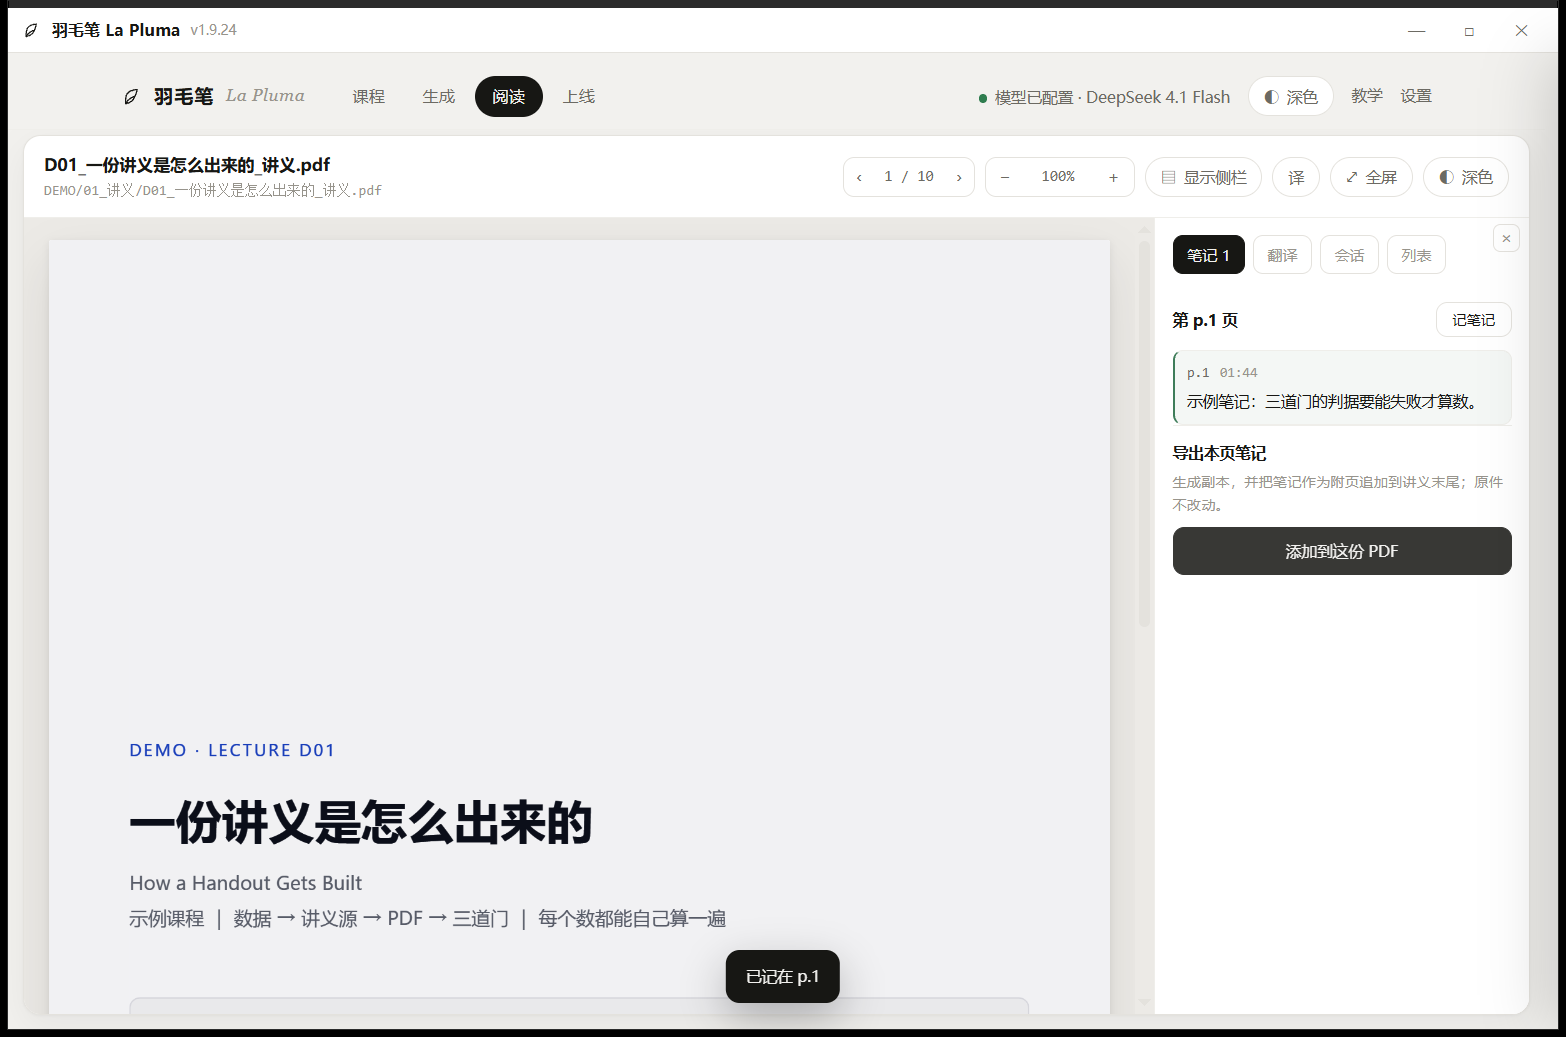 羽毛笔 La Pluma v1.9.24
羽毛笔 La Pluma 课程 生成 阅读 上线 模型已配置 · DeepSeek 4.1 Flash 深色 教学 设置
D01_一份讲义是怎么出来的_讲义.pdf
DEMO/01_讲义/D01_一份讲义是怎么出来的_讲义.pdf
‹ 1 / 10 › − 100% + 显示侧栏 译 全屏 深色
笔记 1 翻译 会话 列表
第 p.1 页 记笔记
p.1 01:44
示例笔记：三道门的判据要能失败才算数。
导出本页笔记
生成副本，并把笔记作为附页追加到讲义末尾；原件
不改动。
添加到这份 PDF
DEMO · LECTURE D01
一份讲义是怎么出来的
How a Handout Gets Built
示例课程 | 数据 → 讲义源 → PDF → 三道门 | 每个数都能自己算一遍
已记在 p.1